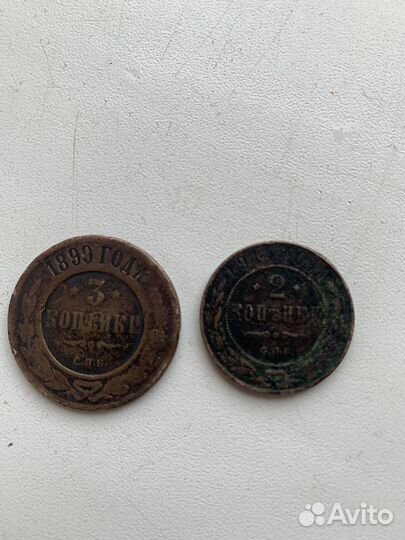 1899 ГОДЪ
3
КОПѢЙКИ
С.П.Б.
2
КОПѢЙКИ
С.П.Б.
Avito